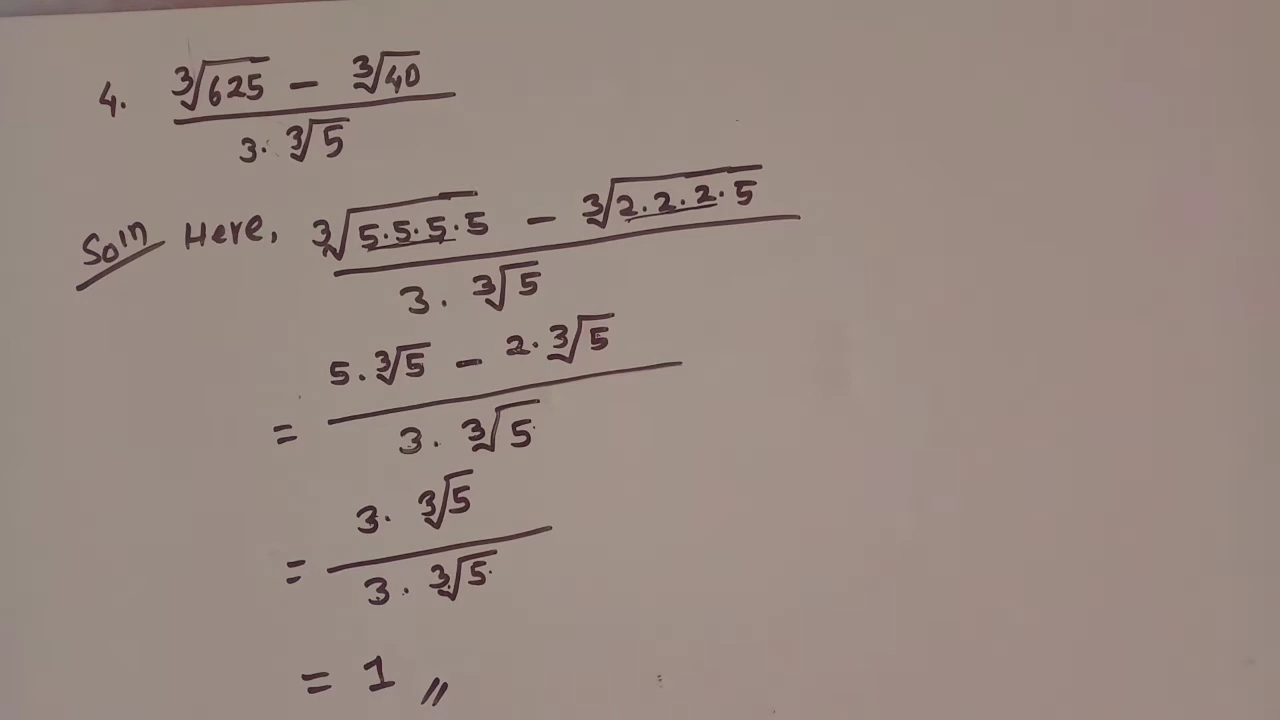 4. ∛625 − ∛40
3. ∛5
Soln Here, ∛5.5.5.5 − ∛2.2.2.5
3. ∛5
5.∛5 − 2.∛5
=
3. ∛5
3. ∛5
=
3. ∛5
= 1 〃